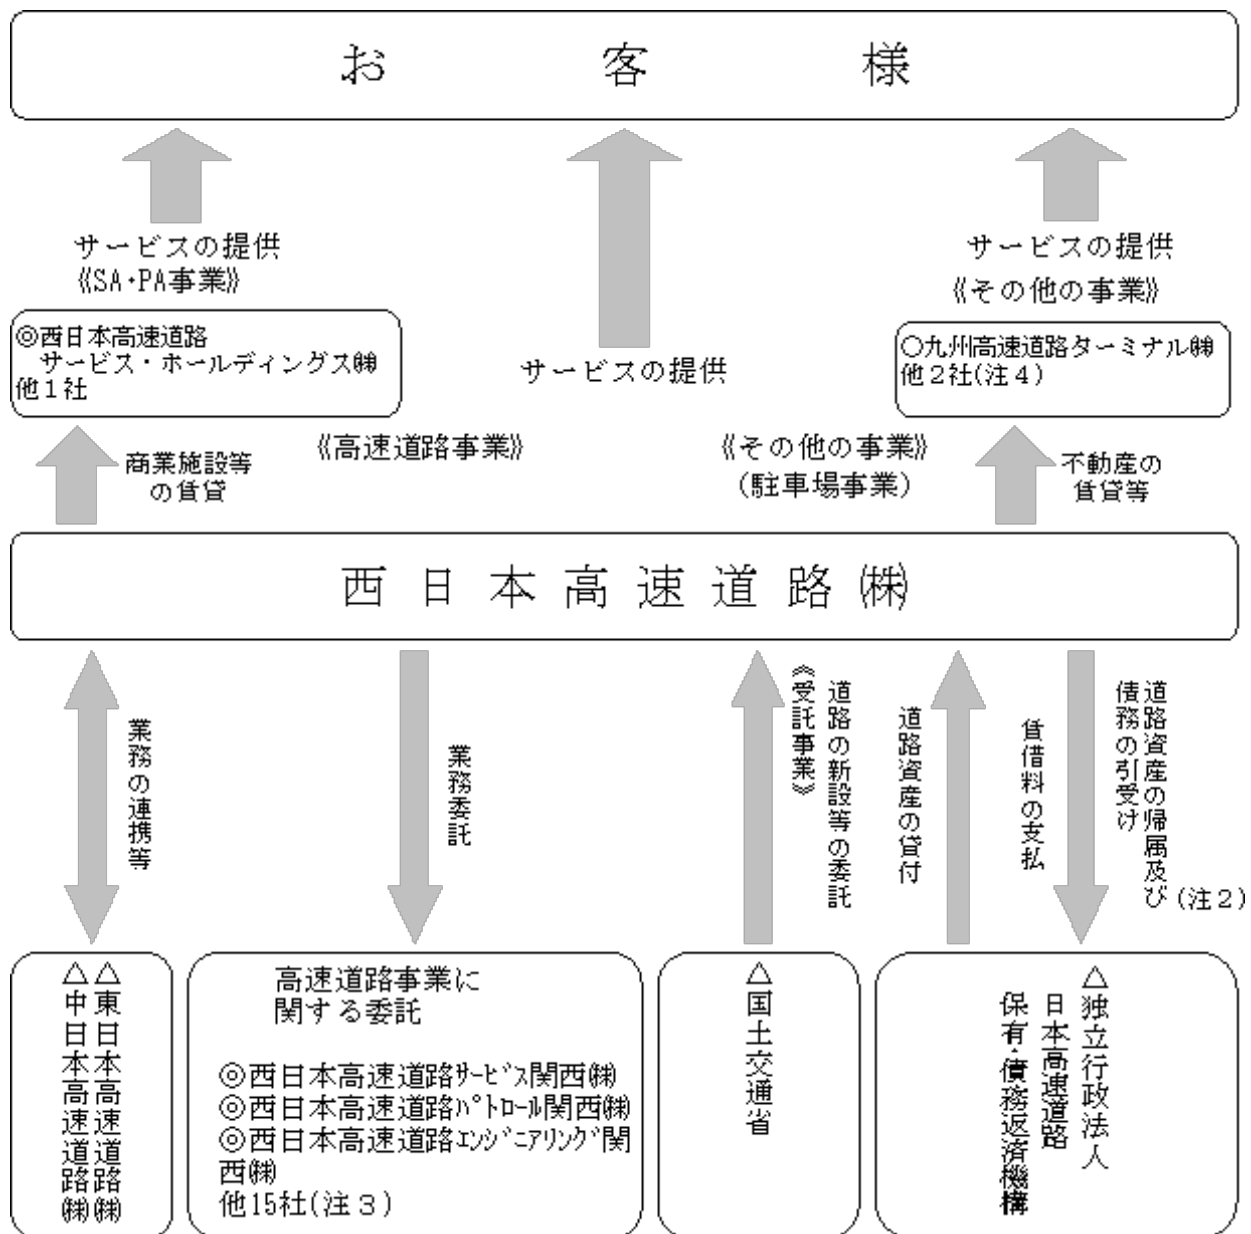 お客様
サービスの提供
《SA・PA事業》
◎西日本高速道路
サービス・ホールディングス㈱
他１社
商業施設等
の賃貸
サービスの提供
《高速道路事業》
《その他の事業》
（駐車場事業）
サービスの提供
《その他の事業》
○九州高速道路ターミナル㈱
他２社(注４)
不動産の
賃貸等
西日本高速道路㈱
業務の連携等
業務委託
道路の新設等の委託
《受託事業》
道路資産の貸付
賃借料の支払
道路資産の帰属及び
債務の引受け
(注２)
△東日本高速道路㈱
△中日本高速道路㈱
高速道路事業に
関する委託
◎西日本高速道路ｻｰﾋﾞｽ関西㈱
◎西日本高速道路ﾊﾟﾄﾛｰﾙ関西㈱
◎西日本高速道路ｴﾝｼﾞﾆｱﾘﾝｸﾞ関
西㈱
他15社(注３)
△国土交通省
△独立行政法人
日本高速道路
保有・債務返済機構